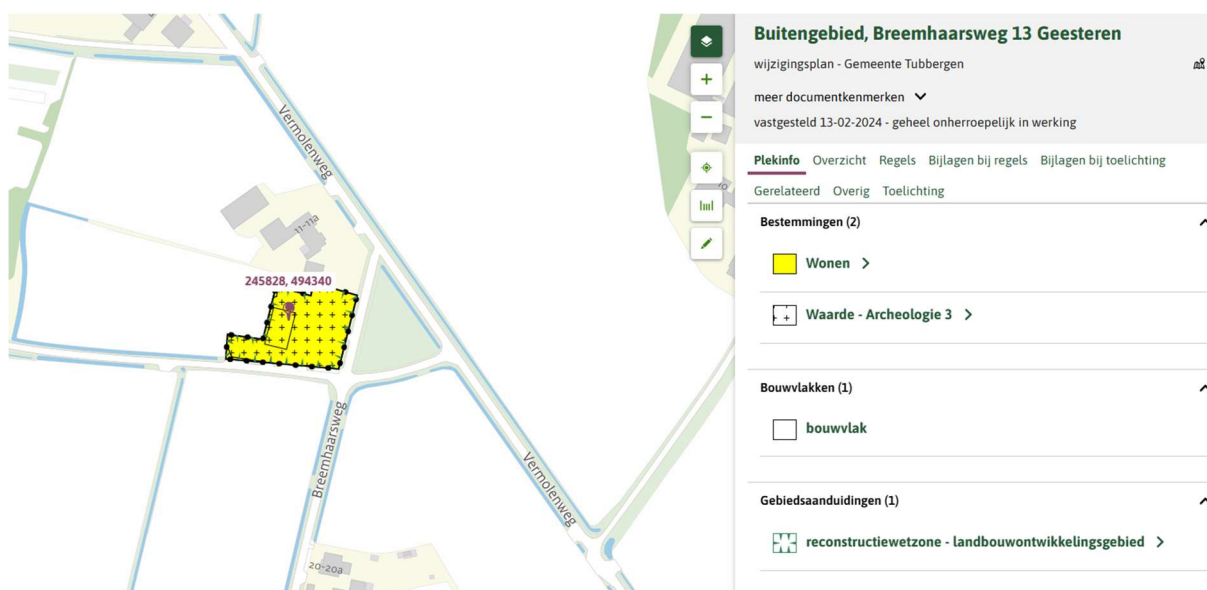 Vermolenweg
11-11a
245828, 494340
Breemhaarsweg
Vermolenweg
20-20a
Buitengebied, Breemhaarsweg 13 Geesteren
wijzigingsplan - Gemeente Tubbergen
meer documentkenmerken
vastgesteld 13-02-2024 - geheel onherroepelijk in werking
Plekinfo Overzicht Regels Bijlagen bij regels Bijlagen bij toelichting
Gerelateerd Overig Toelichting
Bestemmingen (2)
Wonen
Waarde - Archeologie 3
Bouwvlakken (1)
bouwvlak
Gebiedsaanduidingen (1)
reconstructiewetzone - landbouwontwikkelingsgebied